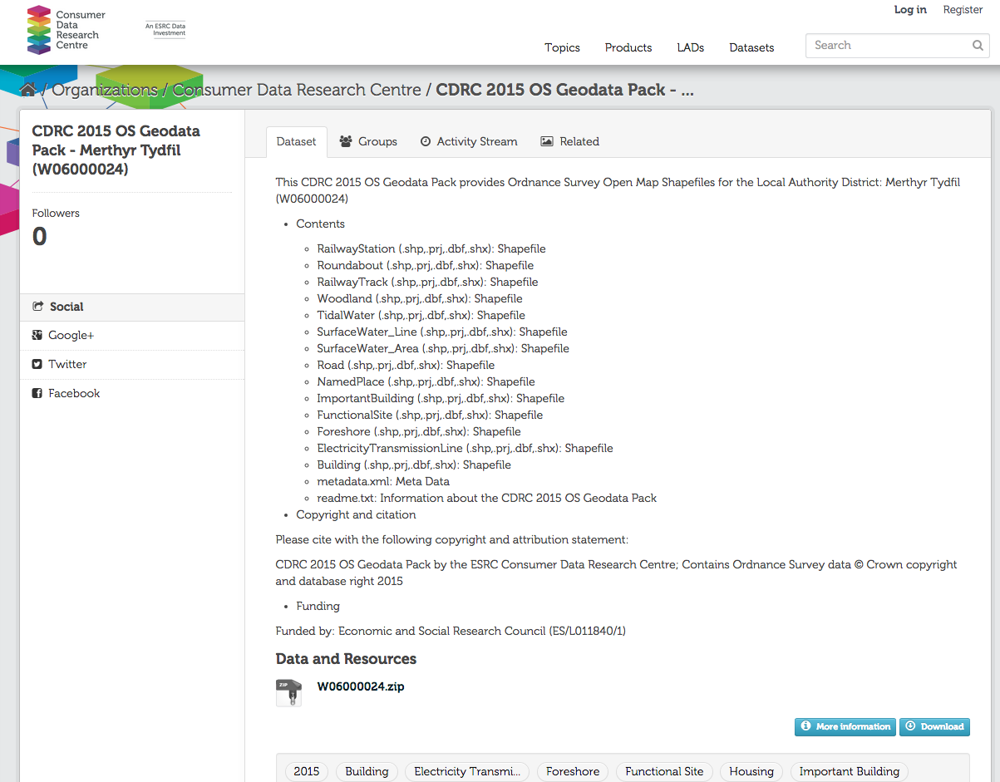 Consumer
Data
Research
Centre
An ESRC Data
Investment
Log in Register
Topics Products LADs Datasets Search
/ Organizations / Consumer Data Research Centre / CDRC 2015 OS Geodata Pack - ...
CDRC 2015 OS Geodata
Pack - Merthyr Tydfil
(W06000024)
Followers
0
Social
Google+
Twitter
Facebook
Dataset Groups Activity Stream Related
This CDRC 2015 OS Geodata Pack provides Ordnance Survey Open Map Shapefiles for the Local Authority District: Merthyr Tydfil
(W06000024)
• Contents
◦ RailwayStation (.shp,.prj,.dbf,.shx): Shapefile
◦ Roundabout (.shp,.prj,.dbf,.shx): Shapefile
◦ RailwayTrack (.shp,.prj,.dbf,.shx): Shapefile
◦ Woodland (.shp,.prj,.dbf,.shx): Shapefile
◦ TidalWater (.shp,.prj,.dbf,.shx): Shapefile
◦ SurfaceWater_Line (.shp,.prj,.dbf,.shx): Shapefile
◦ SurfaceWater_Area (.shp,.prj,.dbf,.shx): Shapefile
◦ Road (.shp,.prj,.dbf,.shx): Shapefile
◦ NamedPlace (.shp,.prj,.dbf,.shx): Shapefile
◦ ImportantBuilding (.shp,.prj,.dbf,.shx): Shapefile
◦ FunctionalSite (.shp,.prj,.dbf,.shx): Shapefile
◦ Foreshore (.shp,.prj,.dbf,.shx): Shapefile
◦ ElectricityTransmissionLine (.shp,.prj,.dbf,.shx): Shapefile
◦ Building (.shp,.prj,.dbf,.shx): Shapefile
◦ metadata.xml: Meta Data
◦ readme.txt: Information about the CDRC 2015 OS Geodata Pack
• Copyright and citation
Please cite with the following copyright and attribution statement:
CDRC 2015 OS Geodata Pack by the ESRC Consumer Data Research Centre; Contains Ordnance Survey data © Crown copyright
and database right 2015
• Funding
Funded by: Economic and Social Research Council (ES/L011840/1)
Data and Resources
ZIP W06000024.zip
More information Download
2015 Building Electricity Transmi... Foreshore Functional Site Housing Important Building